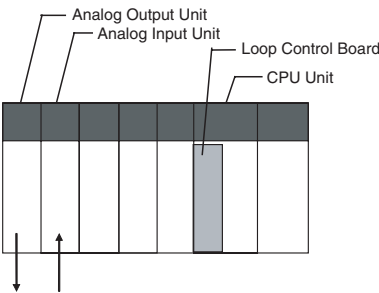 Analog Output Unit
Analog Input Unit
Loop Control Board
CPU Unit